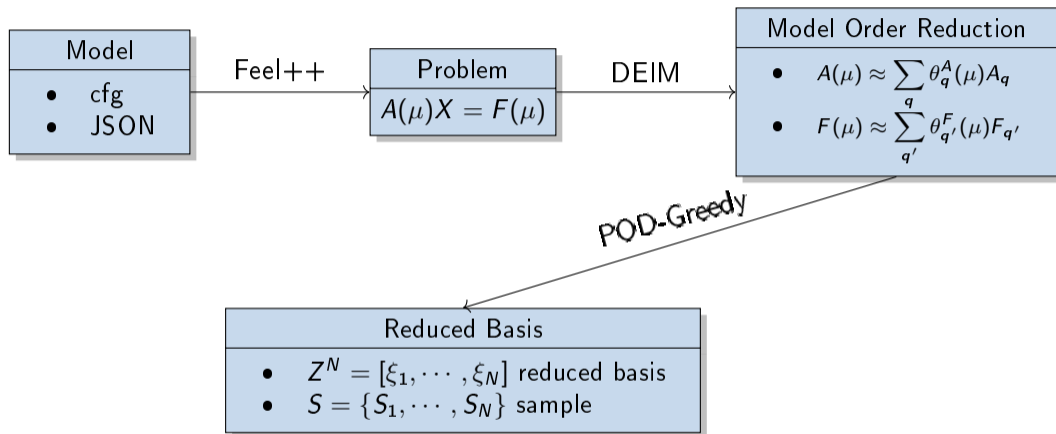 Model
• cfg
• JSON
Feel++
Problem
A(μ)X = F(μ)
DEIM
Model Order Reduction
• A(μ) ≈ ∑_q θ_q^A(μ)A_q
• F(μ) ≈ ∑_{q'} θ_{q'}^F(μ)F_{q'}
POD-Greedy
Reduced Basis
• Z^N = [ξ_1, ⋯ , ξ_N] reduced basis
• S = {S_1, ⋯ , S_N} sample